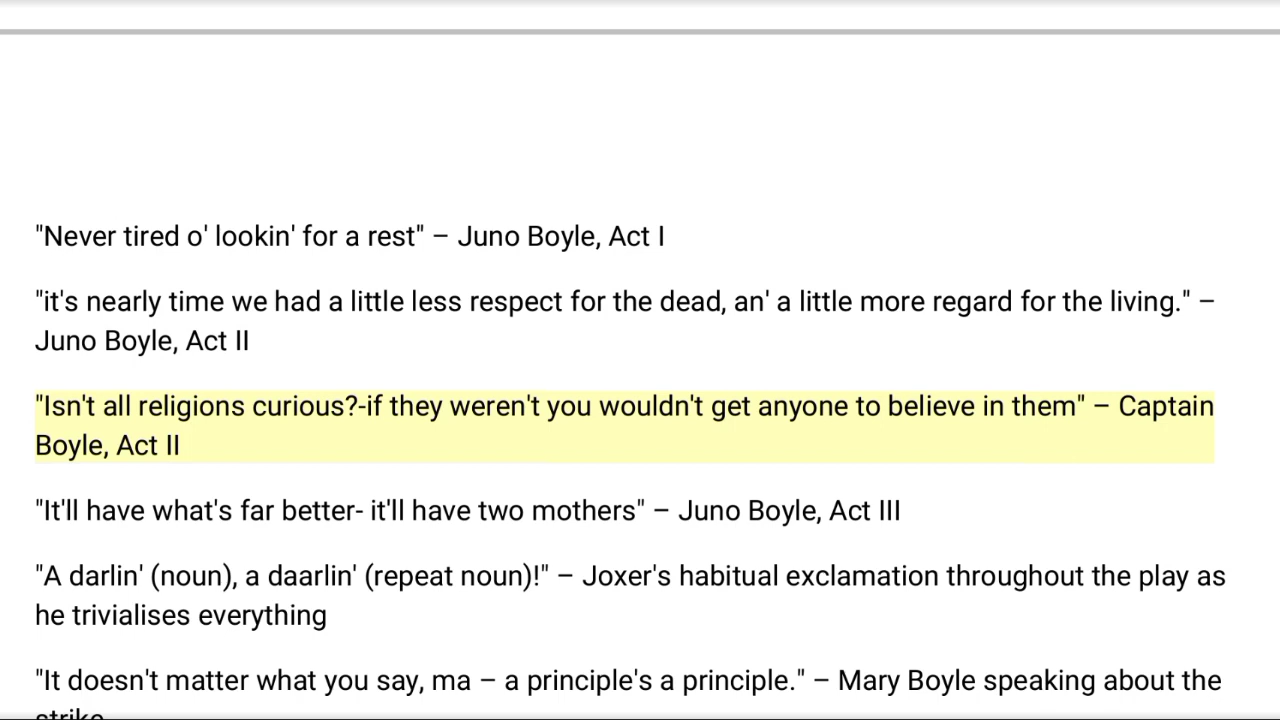 "Never tired o' lookin' for a rest" – Juno Boyle, Act I
"it's nearly time we had a little less respect for the dead, an' a little more regard for the living." –
Juno Boyle, Act II
"Isn't all religions curious?-if they weren't you wouldn't get anyone to believe in them" – Captain
Boyle, Act II
"It'll have what's far better- it'll have two mothers" – Juno Boyle, Act III
"A darlin' (noun), a daarlin' (repeat noun)!" – Joxer's habitual exclamation throughout the play as
he trivialises everything
"It doesn't matter what you say, ma – a principle's a principle." – Mary Boyle speaking about the
strike